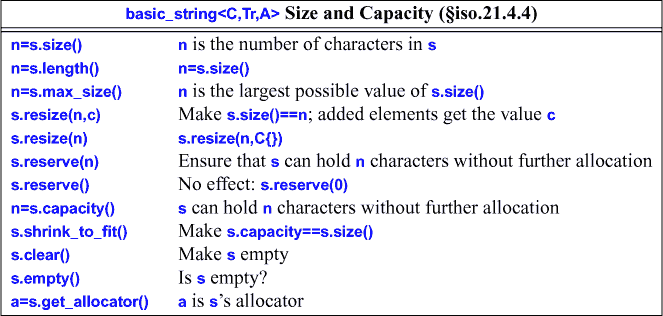 basic_string<C,Tr,A> Size and Capacity (§iso.21.4.4)
n=s.size() n is the number of characters in s
n=s.length() n=s.size()
n=s.max_size() n is the largest possible value of s.size()
s.resize(n,c) Make s.size()==n; added elements get the value c
s.resize(n) s.resize(n,C{})
s.reserve(n) Ensure that s can hold n characters without further allocation
s.reserve() No effect: s.reserve(0)
n=s.capacity() s can hold n characters without further allocation
s.shrink_to_fit() Make s.capacity==s.size()
s.clear() Make s empty
s.empty() Is s empty?
a=s.get_allocator() a is s's allocator